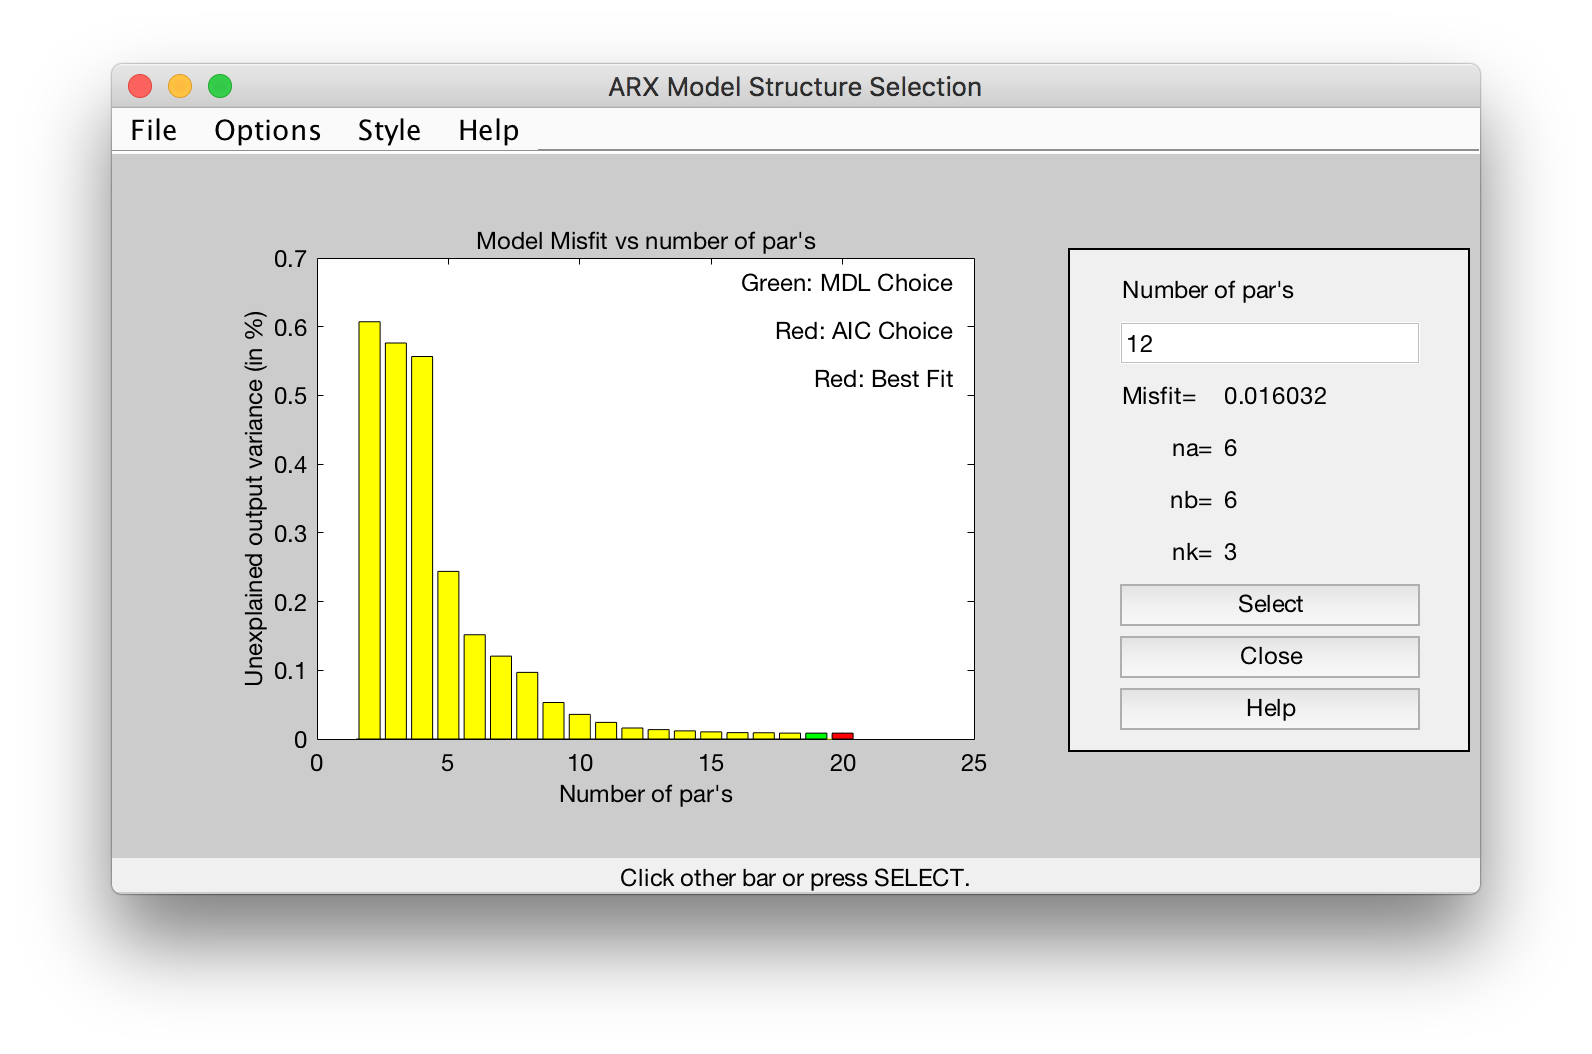 ARX Model Structure Selection
File Options Style Help
Model Misfit vs number of par's
Green: MDL Choice
Red: AIC Choice
Red: Best Fit
Unexplained output variance (in %)
0.7
0.6
0.5
0.4
0.3
0.2
0.1
0
0 5 10 15 20 25
Number of par's
Number of par's
12
Misfit= 0.016032
na= 6
nb= 6
nk= 3
Select
Close
Help
Click other bar or press SELECT.